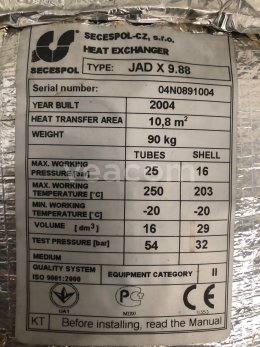 SECESPOL-CZ, s.r.o.
HEAT EXCHANGER
SECESPOL
TYPE: JAD X 9.88
Serial number: 04N0891004
YEAR BUILT 2004
HEAT TRANSFER AREA 10,8 m²
WEIGHT 90 kg
TUBES SHELL
MAX. WORKING PRESSURE [bar] 25 16
MAX. WORKING TEMPERATURE [°C] 250 203
MIN. WORKING TEMPERATURE [°C] -20 -20
VOLUME [dm³] 16 29
TEST PRESSURE [bar] 54 32
MEDIUM
QUALITY SYSTEM ISO 9001:2000
EQUIPMENT CATEGORY II
UA1
KT Before installing, read the Manual